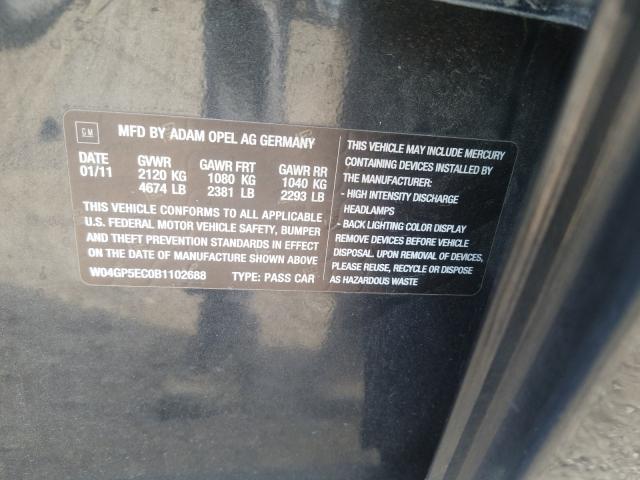 GM
MFD BY ADAM OPEL AG GERMANY
DATE GVWR GAWR FRT GAWR RR
01/11 2120 KG 1080 KG 1040 KG
4674 LB 2381 LB 2293 LB
THIS VEHICLE CONFORMS TO ALL APPLICABLE
U.S. FEDERAL MOTOR VEHICLE SAFETY, BUMPER
AND THEFT PREVENTION STANDARDS IN EFFECT
ON THE DATE OF MANUFACTURE SHOWN ABOVE
W04GP5EC0B1102688 TYPE: PASS CAR
THIS VEHICLE MAY INCLUDE MERCURY
CONTAINING DEVICES INSTALLED BY
THE MANUFACTURER:
- HIGH INTENSITY DISCHARGE
HEADLAMPS
- BACK LIGHTING COLOR DISPLAY
REMOVE DEVICES BEFORE VEHICLE
DISPOSAL. UPON REMOVAL OF DEVICES,
PLEASE REUSE, RECYCLE OR DISPOSE
AS HAZARDOUS WASTE